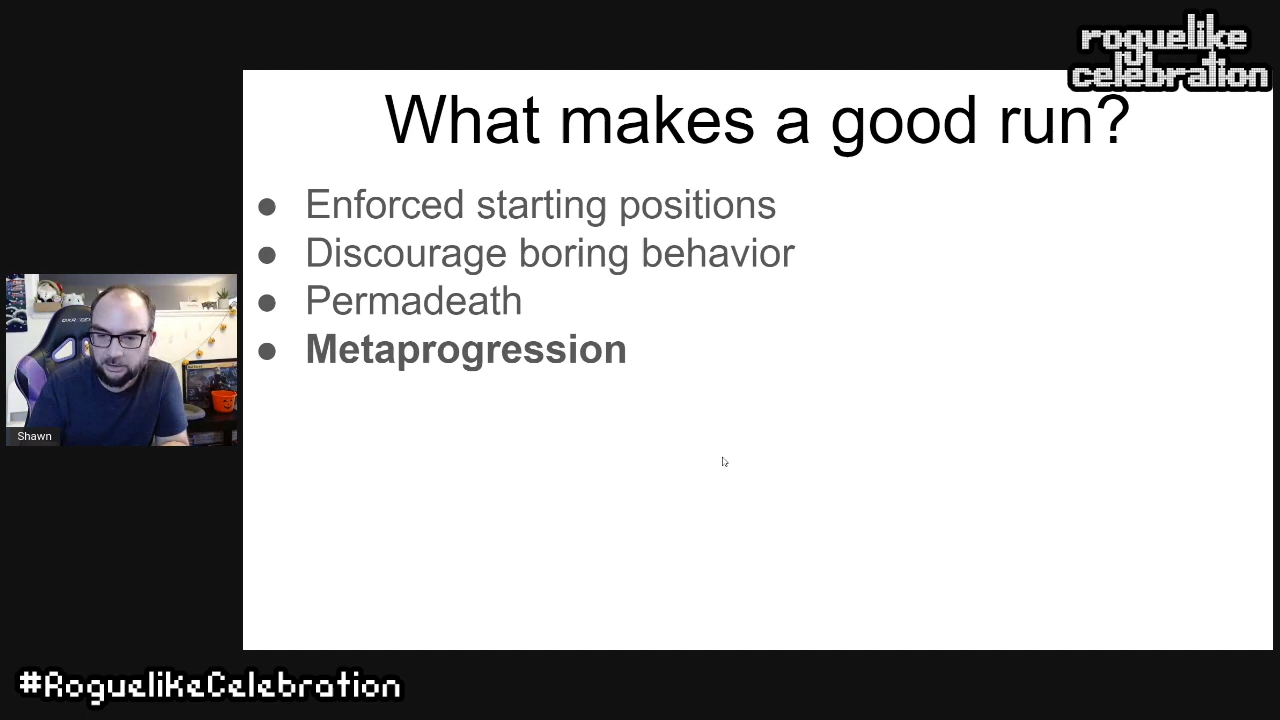 roguelike
celebration
What makes a good run?
● Enforced starting positions
● Discourage boring behavior
● Permadeath
● Metaprogression
Shawn
#RoguelikeCelebration